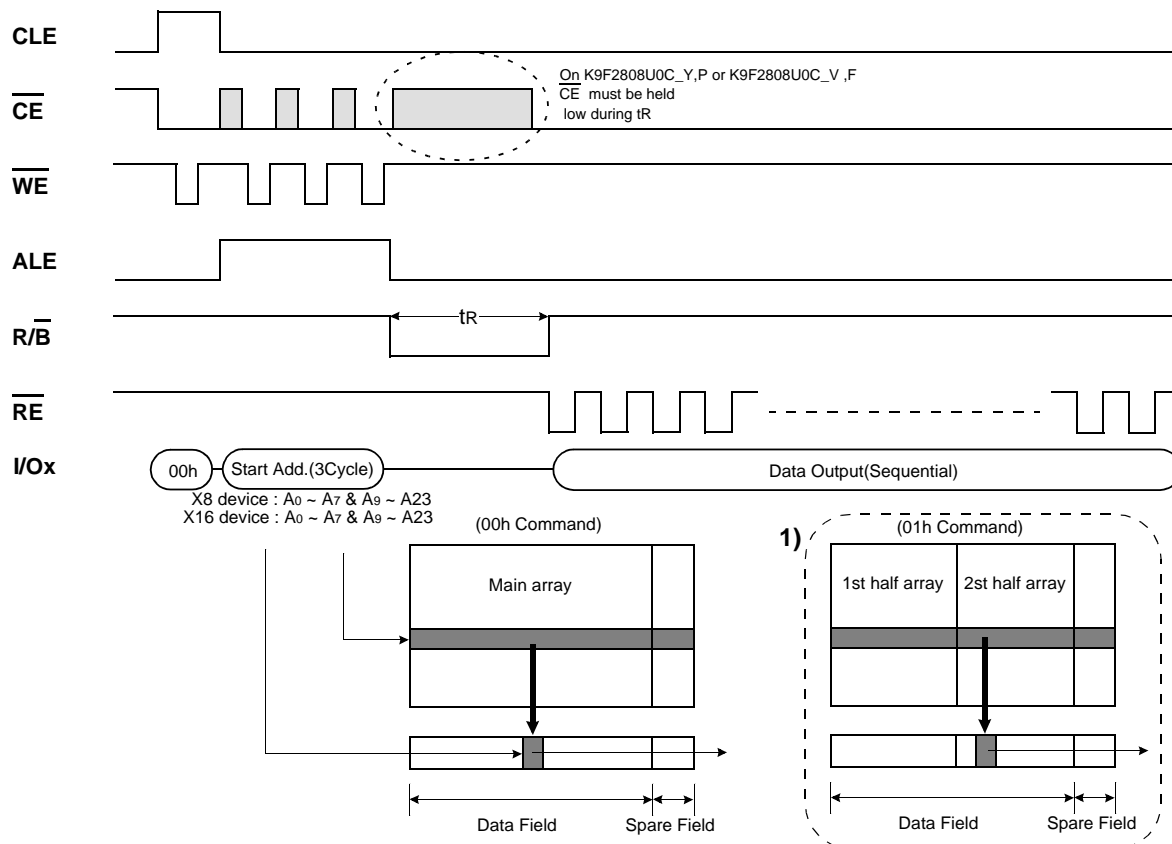 CLE
On K9F2808U0C_Y,P or K9F2808U0C_V ,F
CE must be held
low during tR
CE
WE
ALE
R/B
tR
RE
I/Ox
00h
Start Add.(3Cycle)
Data Output(Sequential)
X8 device : A0 ~ A7 & A9 ~ A23
X16 device : A0 ~ A7 & A9 ~ A23
(00h Command)
Main array
Data Field
Spare Field
1)
(01h Command)
1st half array
2st half array
Data Field
Spare Field